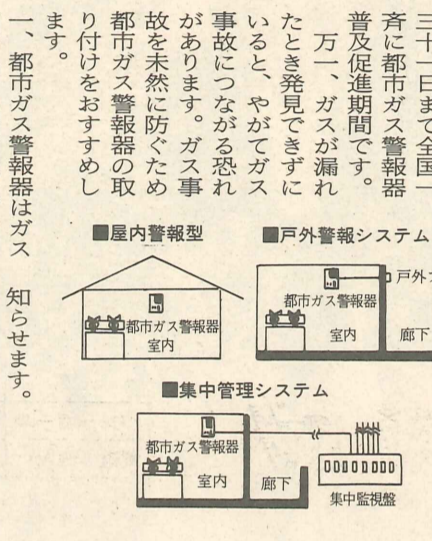 三十一日まで全国一
斉に都市ガス警報器
普及促進期間です。
万一、ガスが漏れ
たとき発見できずに
いると、やがてガス
事故につながる恐れ
があります。ガス事
故を未然に防ぐため
都市ガス警報器の取
り付けをおすすめし
ます。
一、都市ガス警報器はガス
知らせます。
■屋内警報型
都市ガス警報器
室内
■戸外警報システム
都市ガス警報器
室内
戸外
廊下
■集中管理システム
都市ガス警報器
室内
廊下
集中監視盤